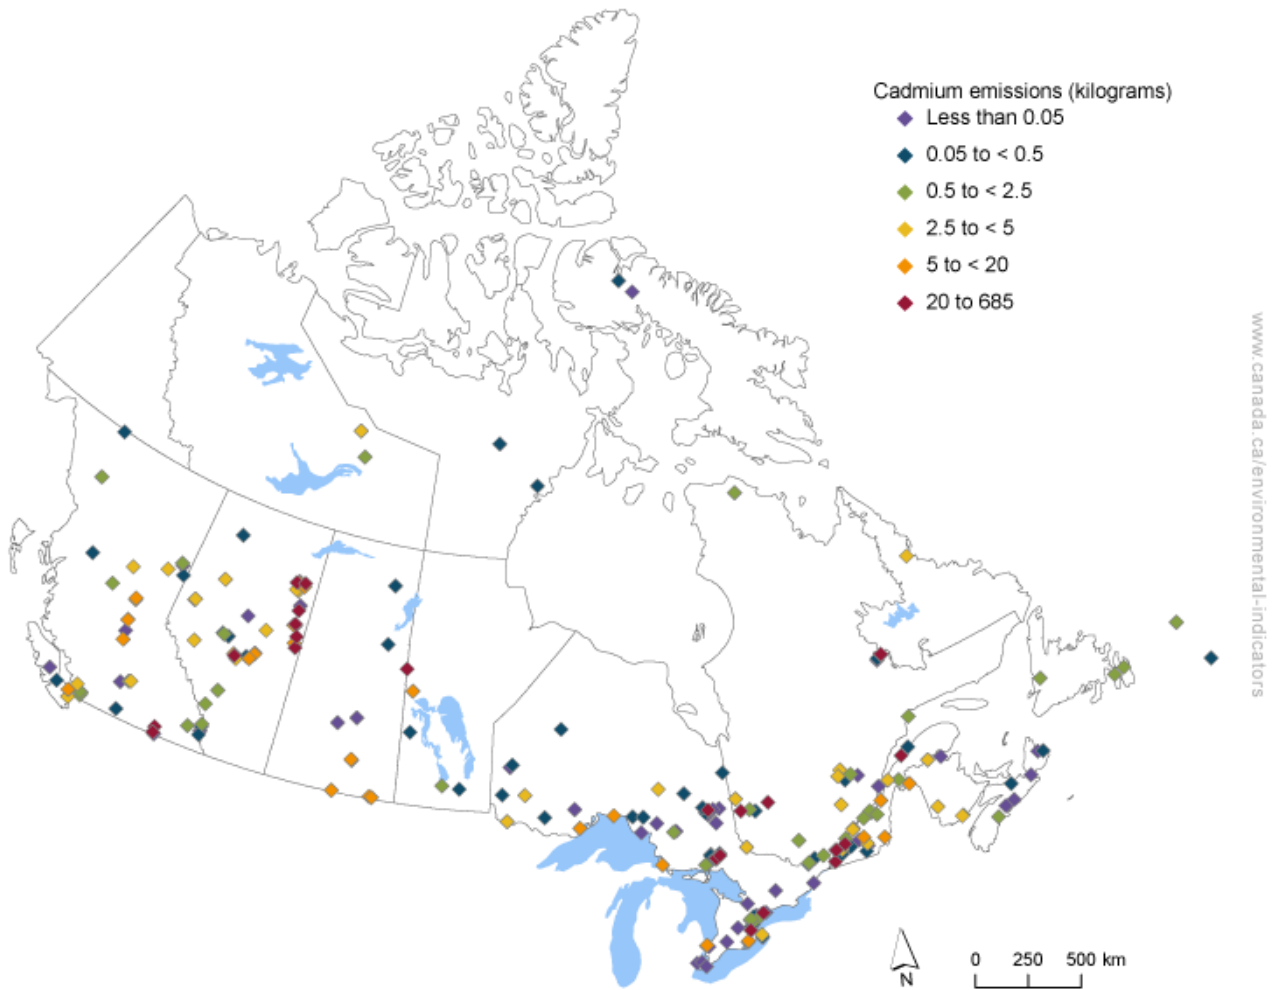 Cadmium emissions (kilograms)
Less than 0.05
0.05 to < 0.5
0.5 to < 2.5
2.5 to < 5
5 to < 20
20 to 685
www.canada.ca/environmental-indicators
N
0 250 500 km